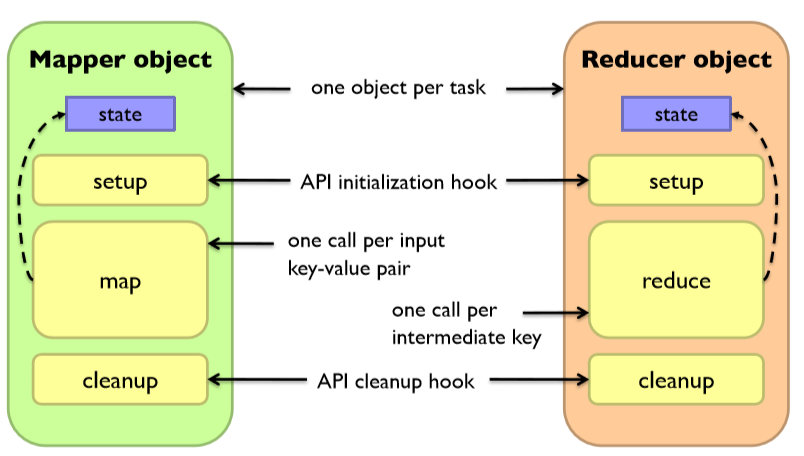 Mapper object
Reducer object
one object per task
state
state
setup
API initialization hook
setup
map
one call per input
key-value pair
reduce
one call per
intermediate key
cleanup
API cleanup hook
cleanup